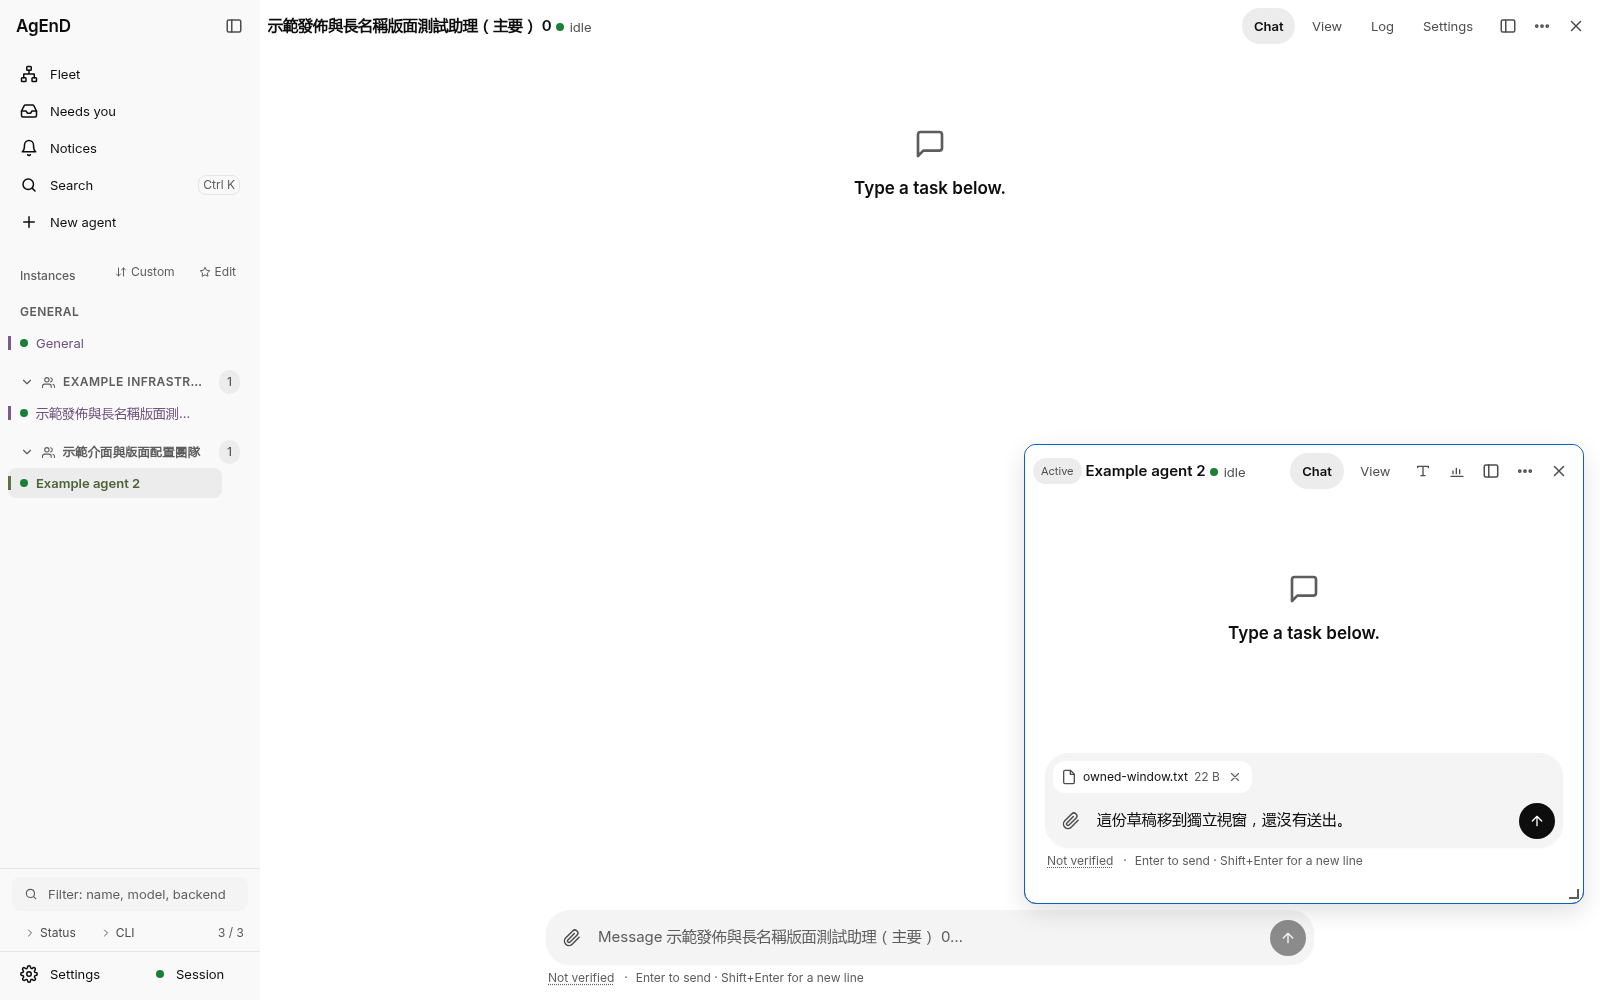 AgEnD
Fleet
Needs you
Notices
Search Ctrl K
New agent
Instances Custom Edit
GENERAL
General
EXAMPLE INFRASTR... 1
示範發佈與長名稱版面測...
示範介面與版面配置團隊 1
Example agent 2
Filter: name, model, backend
Status CLI 3 / 3
Settings Session
示範發佈與長名稱版面測試助理（主要） 0 idle Chat View Log Settings
Type a task below.
Active Example agent 2 idle Chat View
Type a task below.
owned-window.txt 22 B
這份草稿移到獨立視窗，還沒有送出。
Not verified · Enter to send · Shift+Enter for a new line
Message 示範發佈與長名稱版面測試助理（主要） 0...
Not verified · Enter to send · Shift+Enter for a new line